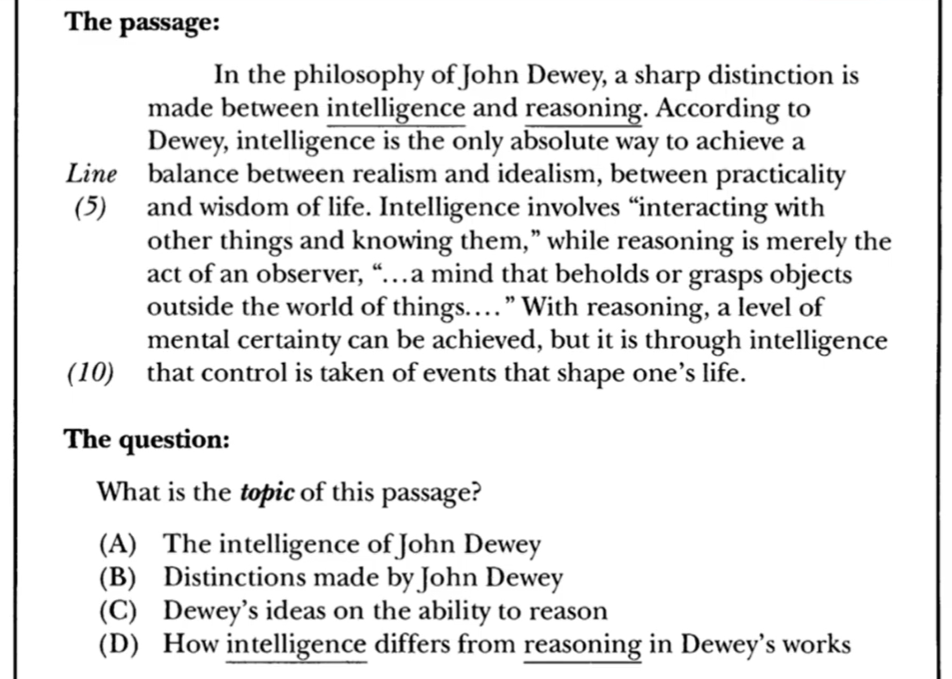 The passage:
In the philosophy of John Dewey, a sharp distinction is
made between intelligence and reasoning. According to
Dewey, intelligence is the only absolute way to achieve a
Line balance between realism and idealism, between practicality
(5) and wisdom of life. Intelligence involves “interacting with
other things and knowing them,” while reasoning is merely the
act of an observer, “...a mind that beholds or grasps objects
outside the world of things....” With reasoning, a level of
mental certainty can be achieved, but it is through intelligence
(10) that control is taken of events that shape one’s life.
The question:
What is the topic of this passage?
(A) The intelligence of John Dewey
(B) Distinctions made by John Dewey
(C) Dewey’s ideas on the ability to reason
(D) How intelligence differs from reasoning in Dewey’s works